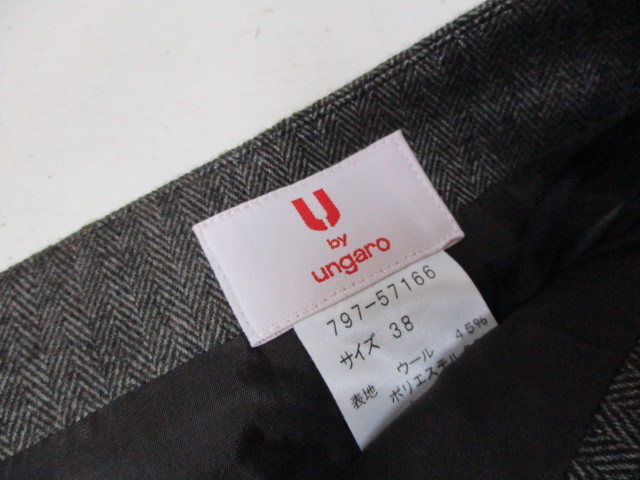 U
by
ungaro
797-57166
サイズ 38
表地 ウール 45%
ポリエステル